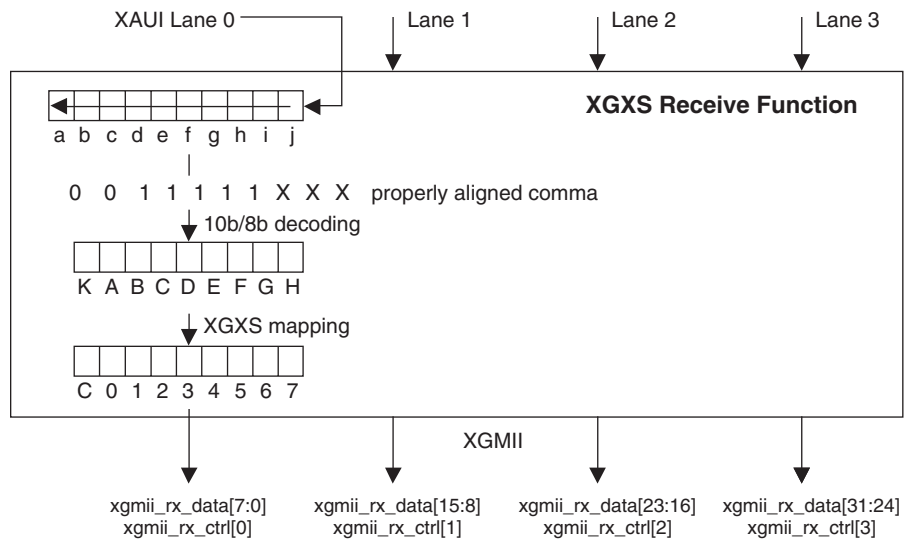 XAUI Lane 0 Lane 1 Lane 2 Lane 3
XGXS Receive Function
a b c d e f g h i j
0 0 1 1 1 1 1 X X X properly aligned comma
10b/8b decoding
K A B C D E F G H
XGXS mapping
C 0 1 2 3 4 5 6 7
XGMII
xgmii_rx_data[7:0] xgmii_rx_data[15:8] xgmii_rx_data[23:16] xgmii_rx_data[31:24]
xgmii_rx_ctrl[0] xgmii_rx_ctrl[1] xgmii_rx_ctrl[2] xgmii_rx_ctrl[3]